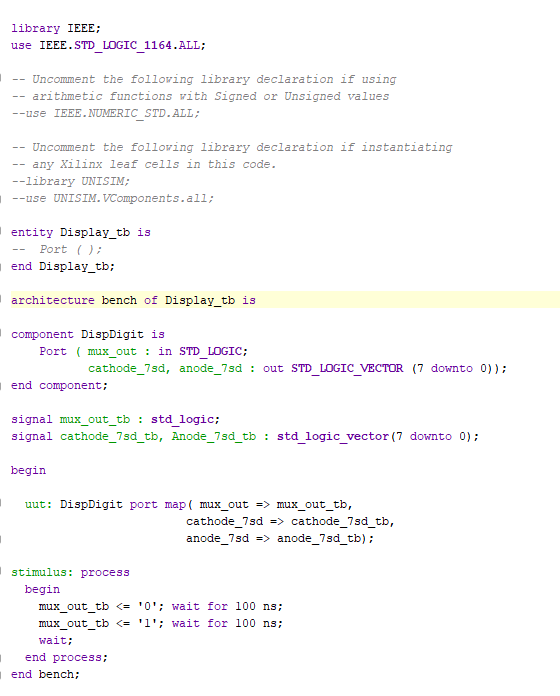 library IEEE;
use IEEE.STD_LOGIC_1164.ALL;
-- Uncomment the following library declaration if using
-- arithmetic functions with Signed or Unsigned values
--use IEEE.NUMERIC_STD.ALL;
-- Uncomment the following library declaration if instantiating
-- any Xilinx leaf cells in this code.
--library UNISIM;
--use UNISIM.VComponents.all;
entity Display_tb is
--  Port ( );
end Display_tb;
architecture bench of Display_tb is
component DispDigit is
    Port ( mux_out : in STD_LOGIC;
           cathode_7sd, anode_7sd : out STD_LOGIC_VECTOR (7 downto 0));
end component;
signal mux_out_tb : std_logic;
signal cathode_7sd_tb, Anode_7sd_tb : std_logic_vector(7 downto 0);
begin
  uut: DispDigit port map( mux_out => mux_out_tb,
                         cathode_7sd => cathode_7sd_tb,
                         anode_7sd => anode_7sd_tb);
stimulus: process
  begin
    mux_out_tb <= '0'; wait for 100 ns;
    mux_out_tb <= '1'; wait for 100 ns;
    wait;
  end process;
end bench;